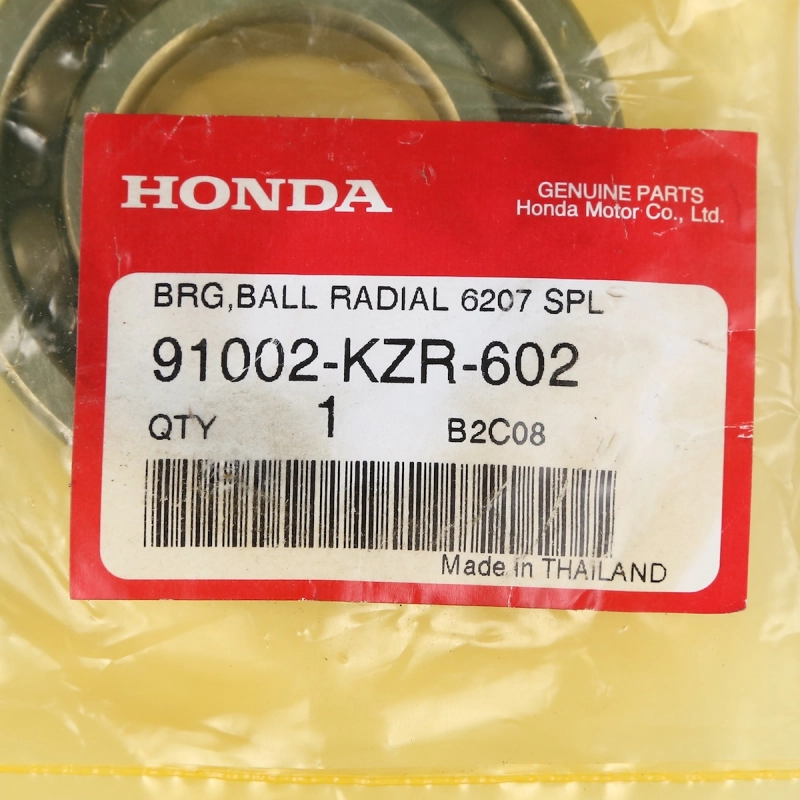 HONDA
GENUINE PARTS
Honda Motor Co., Ltd.
BRG,BALL RADIAL 6207 SPL
91002-KZR-602
QTY 1 B2C08
Made in THAILAND